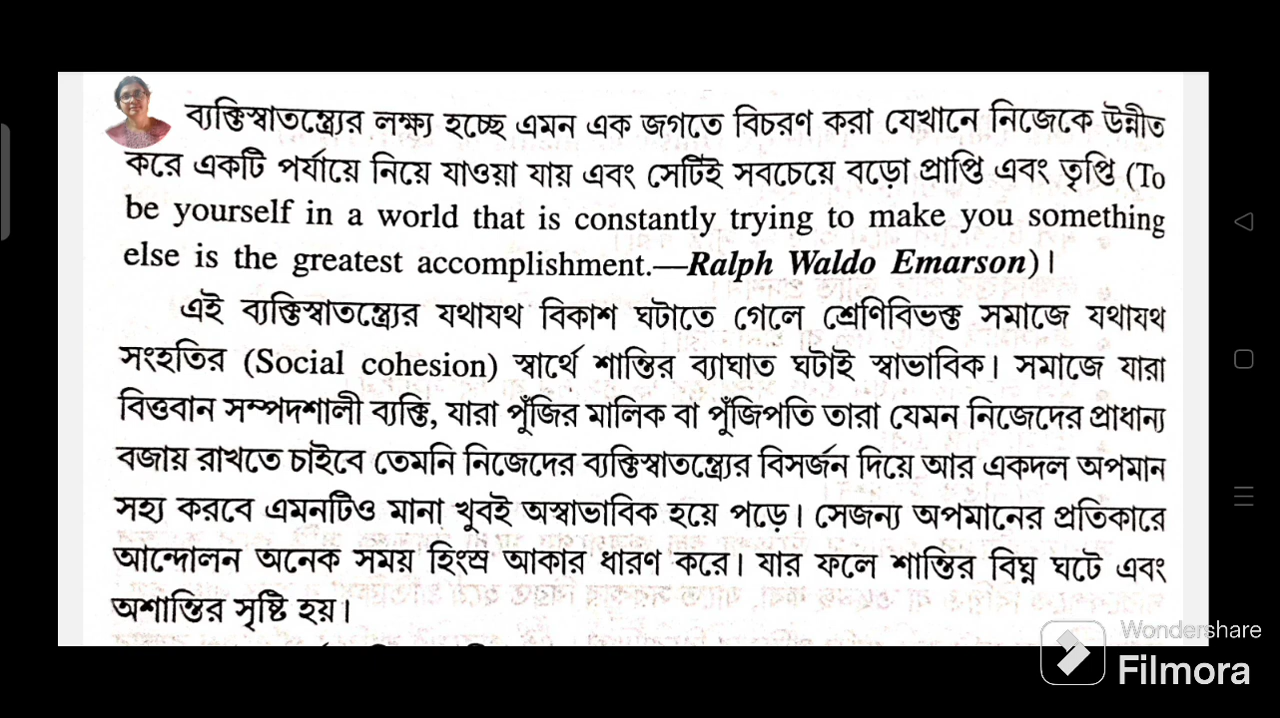 ব্যক্তিস্বাতন্ত্র্যের লক্ষ্য হচ্ছে এমন এক জগতে বিচরণ করা যেখানে নিজেকে উন্নীত
করে একটি পর্যায়ে নিয়ে যাওয়া যায় এবং সেটিই সবচেয়ে বড়ো প্রাপ্তি এবং তৃপ্তি (To
be yourself in a world that is constantly trying to make you something
else is the greatest accomplishment.—Ralph Waldo Emarson)।
এই ব্যক্তিস্বাতন্ত্র্যের যথাযথ বিকাশ ঘটাতে গেলে শ্রেণিবিভক্ত সমাজে যথাযথ
সংহতির (Social cohesion) স্বার্থে শান্তির ব্যাঘাত ঘটাই স্বাভাবিক। সমাজে যারা
বিত্তবান সম্পদশালী ব্যক্তি, যারা পুঁজির মালিক বা পুঁজিপতি তারা যেমন নিজেদের প্রাধান্য
বজায় রাখতে চাইবে তেমনি নিজেদের ব্যক্তিস্বাতন্ত্র্যের বিসর্জন দিয়ে আর একদল অপমান
সহ্য করবে এমনটিও মানা খুবই অস্বাভাবিক হয়ে পড়ে। সেজন্য অপমানের প্রতিকারে
আন্দোলন অনেক সময় হিংস্র আকার ধারণ করে। যার ফলে শান্তির বিঘ্ন ঘটে এবং
অশান্তির সৃষ্টি হয়।
Wondershare
Filmora